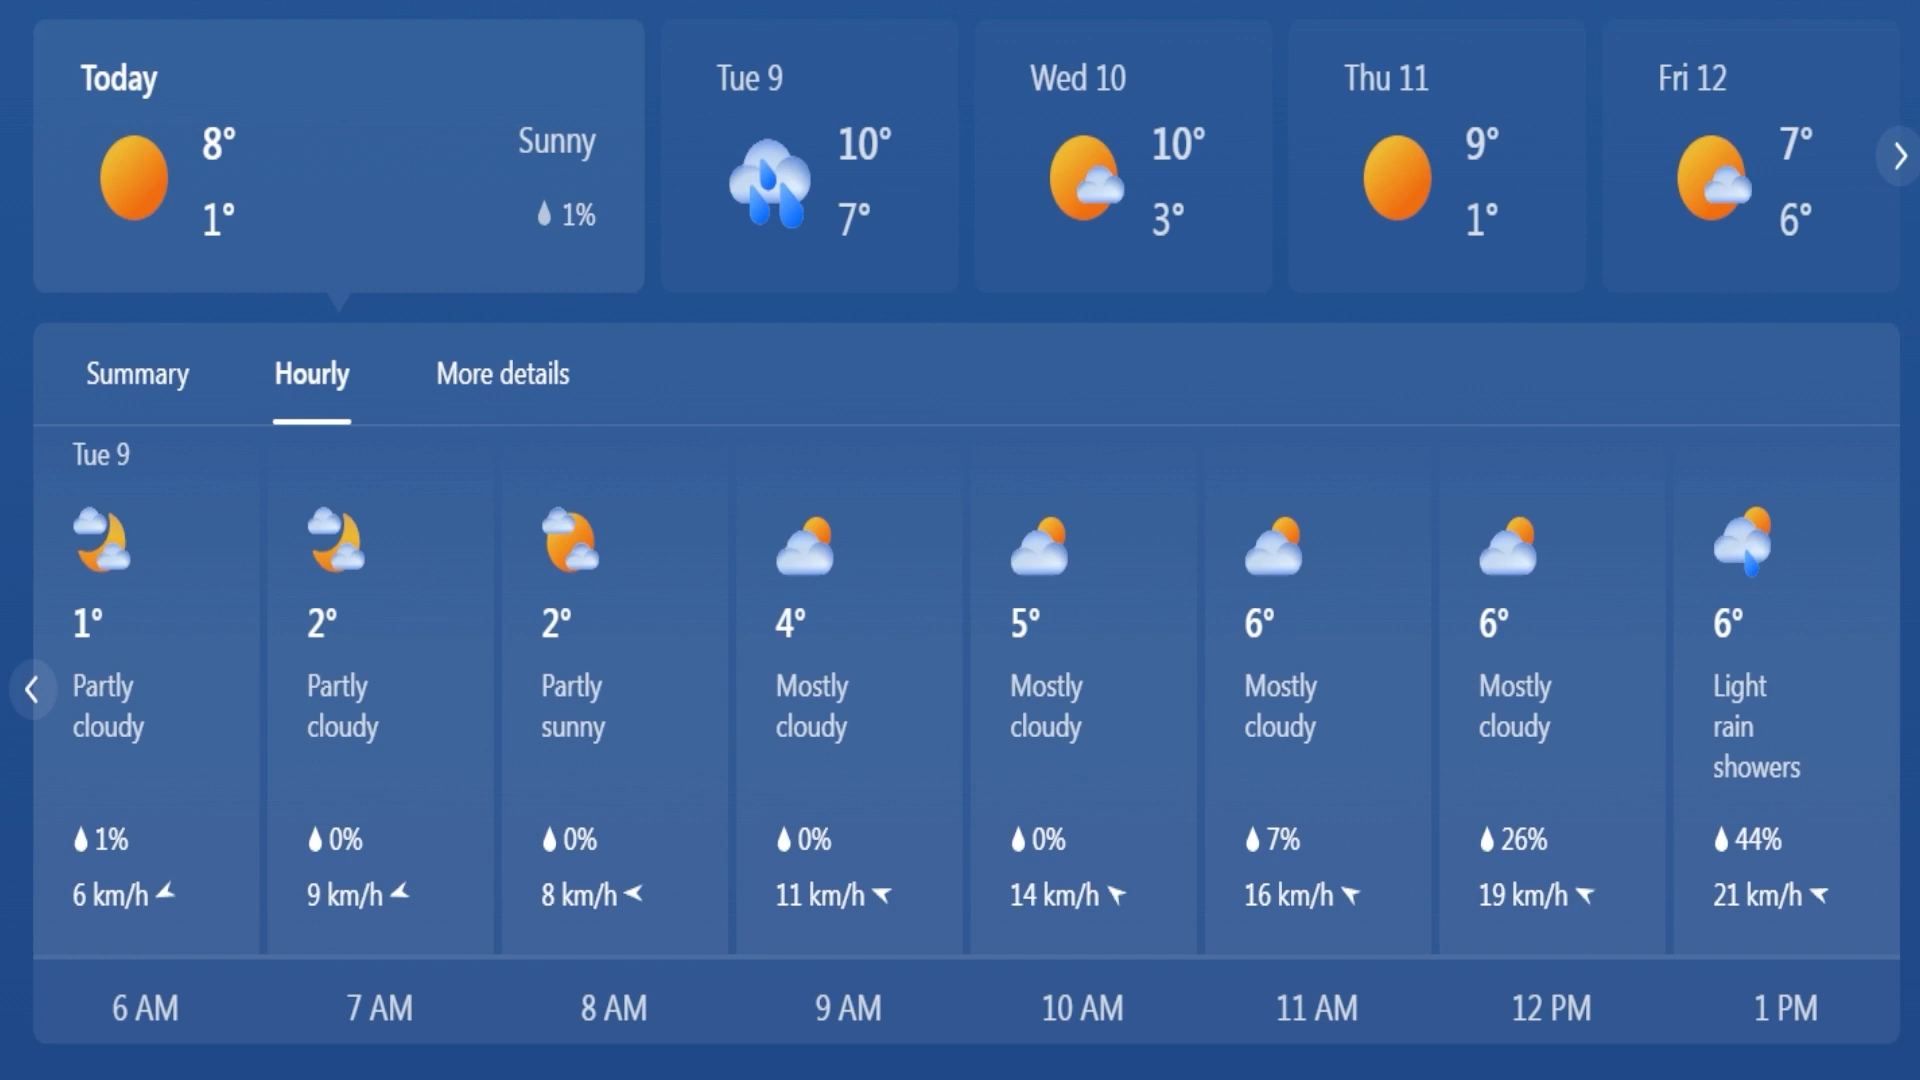 Today
8°
1°
Sunny
1%
Tue 9
10°
7°
Wed 10
10°
3°
Thu 11
9°
1°
Fri 12
7°
6°
Summary
Hourly
More details
Tue 9
1°
Partly
cloudy
1%
6 km/h
6 AM
2°
Partly
cloudy
0%
9 km/h
7 AM
2°
Partly
sunny
0%
8 km/h
8 AM
4°
Mostly
cloudy
0%
11 km/h
9 AM
5°
Mostly
cloudy
0%
14 km/h
10 AM
6°
Mostly
cloudy
7%
16 km/h
11 AM
6°
Mostly
cloudy
26%
19 km/h
12 PM
6°
Light
rain
showers
44%
21 km/h
1 PM